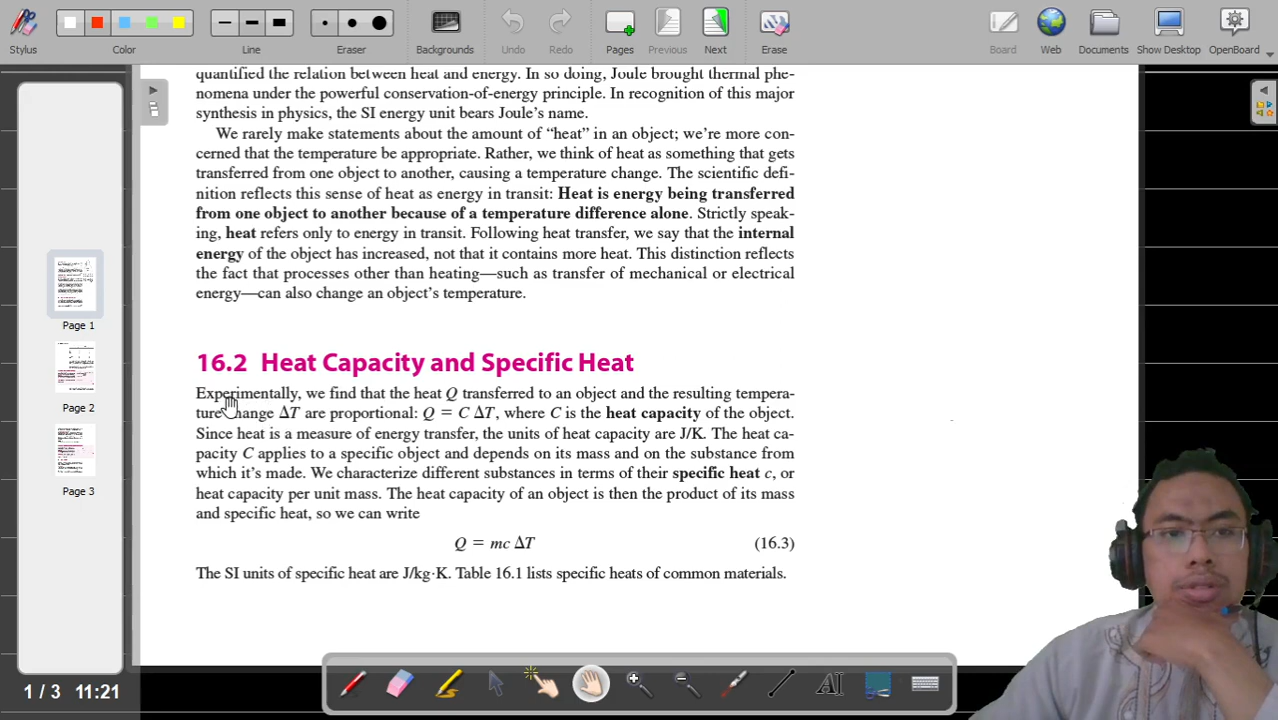 Stylus
Color
Line
Eraser
Backgrounds
Undo
Redo
Pages
Previous
Next
Erase
Board
Web
Documents
Show Desktop
OpenBoard
quantified the relation between heat and energy. In so doing, Joule brought thermal phe-
nomena under the powerful conservation-of-energy principle. In recognition of this major
synthesis in physics, the SI energy unit bears Joule's name.
We rarely make statements about the amount of “heat” in an object; we're more con-
cerned that the temperature be appropriate. Rather, we think of heat as something that gets
transferred from one object to another, causing a temperature change. The scientific defi-
nition reflects this sense of heat as energy in transit: Heat is energy being transferred
from one object to another because of a temperature difference alone. Strictly speak-
ing, heat refers only to energy in transit. Following heat transfer, we say that the internal
energy of the object has increased, not that it contains more heat. This distinction reflects
the fact that processes other than heating—such as transfer of mechanical or electrical
energy—can also change an object's temperature.
16.2 Heat Capacity and Specific Heat
Experimentally, we find that the heat Q transferred to an object and the resulting tempera-
ture change ΔT are proportional: Q = C ΔT, where C is the heat capacity of the object.
Since heat is a measure of energy transfer, the units of heat capacity are J/K. The heat ca-
pacity C applies to a specific object and depends on its mass and on the substance from
which it's made. We characterize different substances in terms of their specific heat c, or
heat capacity per unit mass. The heat capacity of an object is then the product of its mass
and specific heat, so we can write
Q = mc ΔT (16.3)
The SI units of specific heat are J/kg·K. Table 16.1 lists specific heats of common materials.
Page 1
Page 2
Page 3
1 / 3 11:21